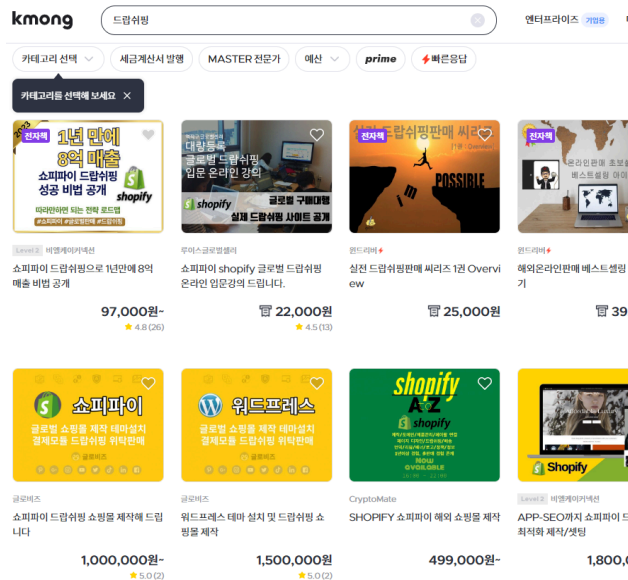 kmong
드랍쉬핑
엔터프라이즈 기업용
카테고리 선택
세금계산서 발행
MASTER 전문가
예산
prime
빠른응답
카테고리를 선택해 보세요
2023
전자책
1년 만에
8억 매출
쇼피파이 드랍쉬핑
성공 비법 공개
shopify
따라만하면 되는 전략 로드맵
#쇼피파이 #글로벌판매 #드랍쉬핑
Level 3 비엘케이커넥션
쇼피파이 드랍쉬핑으로 1년만에 8억
매출 비법 공개
97,000원~
4.8 (26)
대량등록
글로벌 드랍쉬핑
입문 온라인 강의
shopify
글로벌 구매대행
실제 드랍쉬핑 사이트 공개
루이스글로벌셀러
쇼피파이 shopify 글로벌 드랍쉬핑
온라인 입문강의 드립니다.
22,000원
4.5 (13)
전자책
실전 드랍쉬핑판매 씨리즈
POSSIBLE
윈드리버
실전 드랍쉬핑판매 씨리즈 1권 Overvi
ew
25,000원
전자책
온라인판매 초보셀
베스트셀링 아이
윈드리버
해외온라인판매 베스트셀링
기
39
쇼피파이
글로벌 쇼핑몰 제작 테마설치
결제모듈 드랍쉬핑 위탁판매
글로비즈
글로비즈
쇼피파이 드랍쉬핑 쇼핑몰 제작해 드립
니다
1,000,000원~
5.0 (2)
워드프레스
글로벌 쇼핑몰 제작 테마설치
결제모듈 드랍쉬핑 위탁판매
글로비즈
글로비즈
워드프레스 테마 설치 및 드랍쉬핑 쇼
핑몰 제작
1,500,000원
5.0 (2)
shopify
A Z
shopify
NOW
AVAILABLE
CryptoMate
SHOPIFY 쇼피파이 해외 쇼핑몰 제작
499,000원~
Shopify
Level 2 비엘케이커넥션
APP-SEO까지 쇼피파이 드
최적화 제작/셋팅
1,800,0